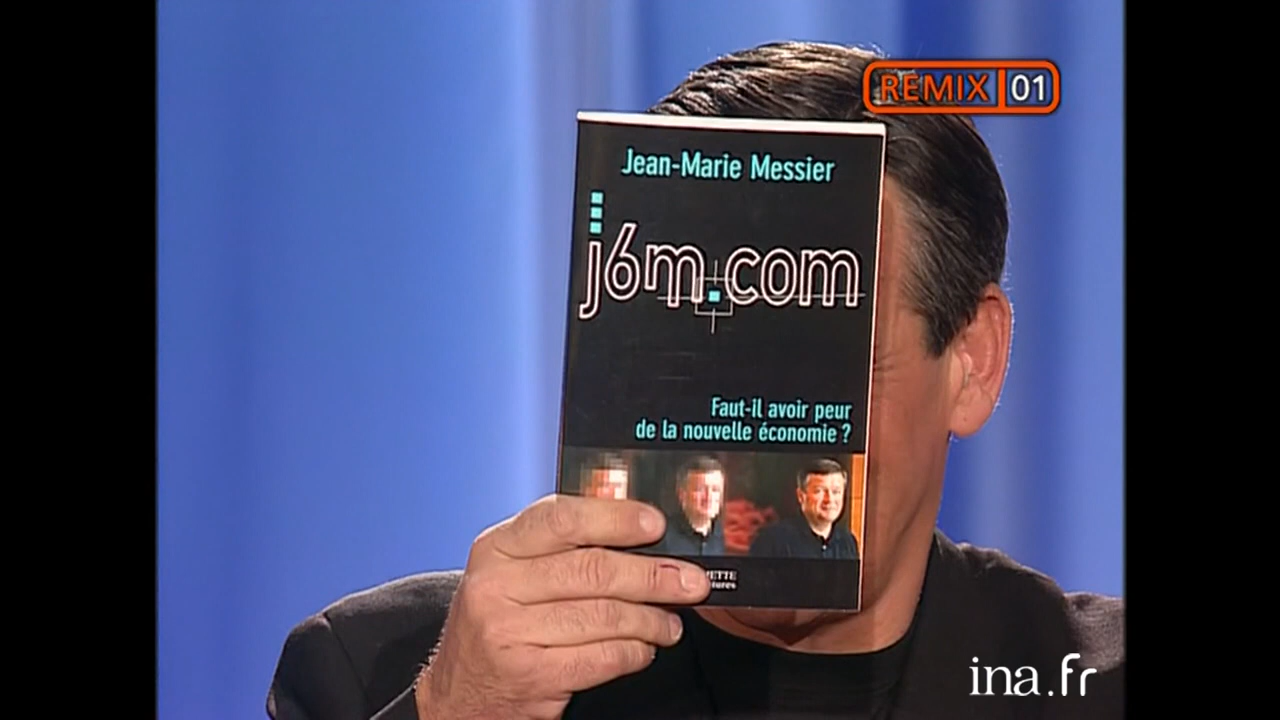 REMIX 01
Jean-Marie Messier
j6m.com
Faut-il avoir peur
de la nouvelle économie ?
ina.fr